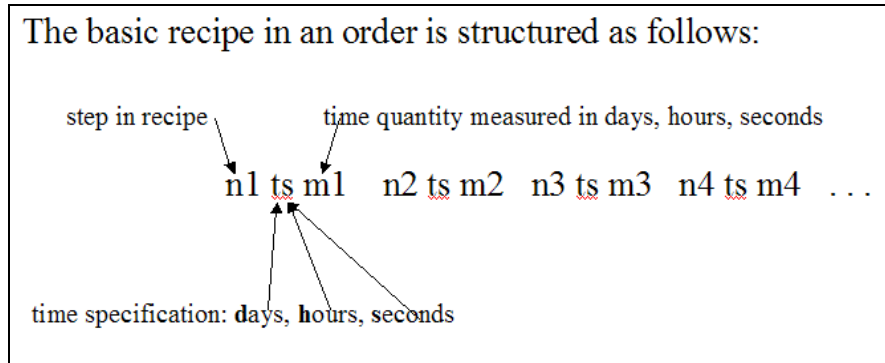 The basic recipe in an order is structured as follows:
step in recipe time quantity measured in days, hours, seconds
n1 ts m1 n2 ts m2 n3 ts m3 n4 ts m4 . . .
time specification: days, hours, seconds